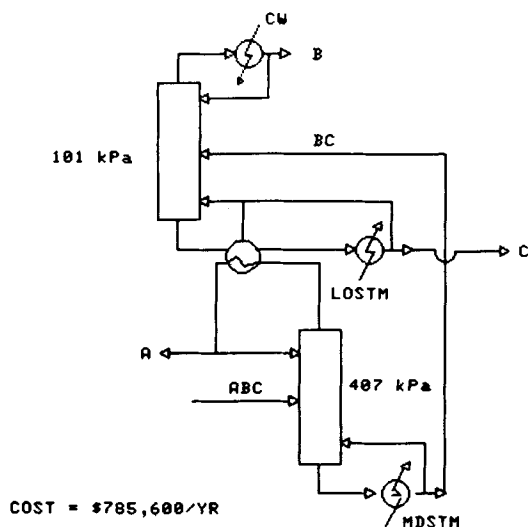 CW
B
101 kPa
BC
C
LOSTM
A
ABC
407 kPa
COST = $785,600/YR
MDSTM